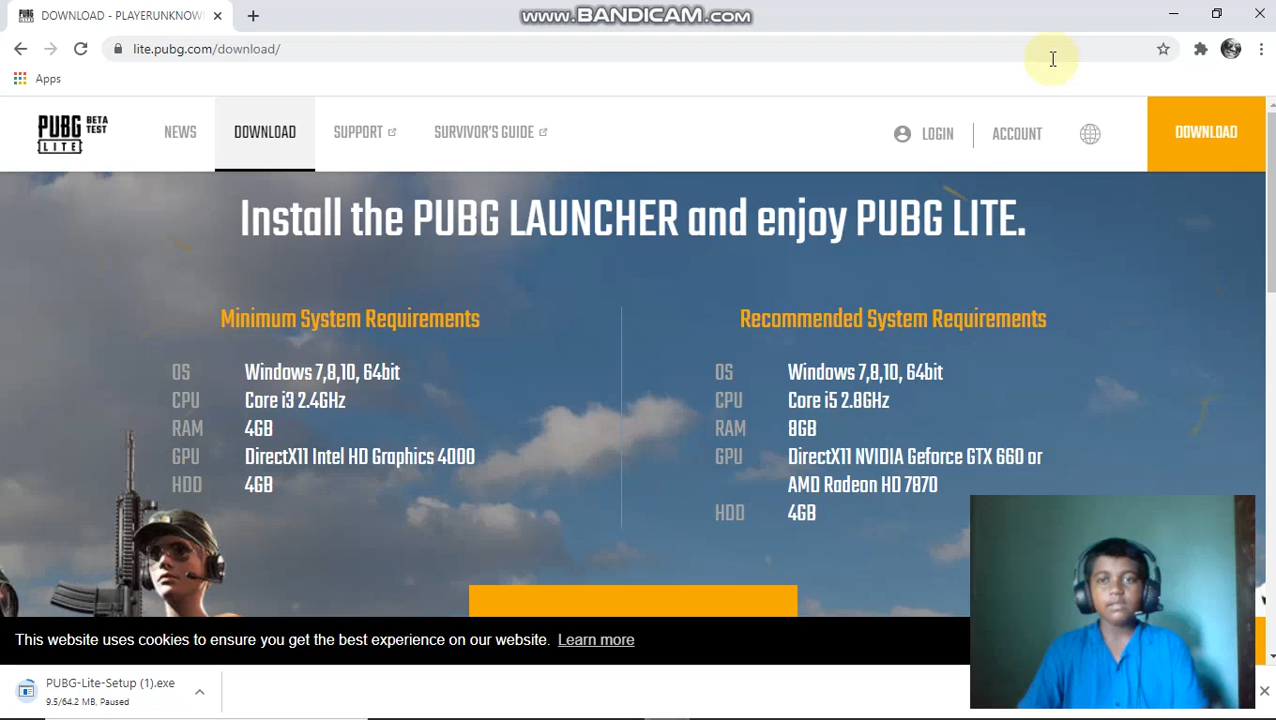 DOWNLOAD - PLAYERUNKNOW
www.BANDICAM.com
lite.pubg.com/download/
Apps
PUBG LITE BETA TEST
NEWS
DOWNLOAD
SUPPORT
SURVIVOR'S GUIDE
LOGIN
ACCOUNT
DOWNLOAD
Install the PUBG LAUNCHER and enjoy PUBG LITE.
Minimum System Requirements
OS Windows 7,8,10, 64bit
CPU Core i3 2.4GHz
RAM 4GB
GPU DirectX11 Intel HD Graphics 4000
HDD 4GB
Recommended System Requirements
OS Windows 7,8,10, 64bit
CPU Core i5 2.8GHz
RAM 8GB
GPU DirectX11 NVIDIA Geforce GTX 660 or
AMD Radeon HD 7870
HDD 4GB
This website uses cookies to ensure you get the best experience on our website. Learn more
PUBG-Lite-Setup (1).exe
9.5/64.2 MB, Paused